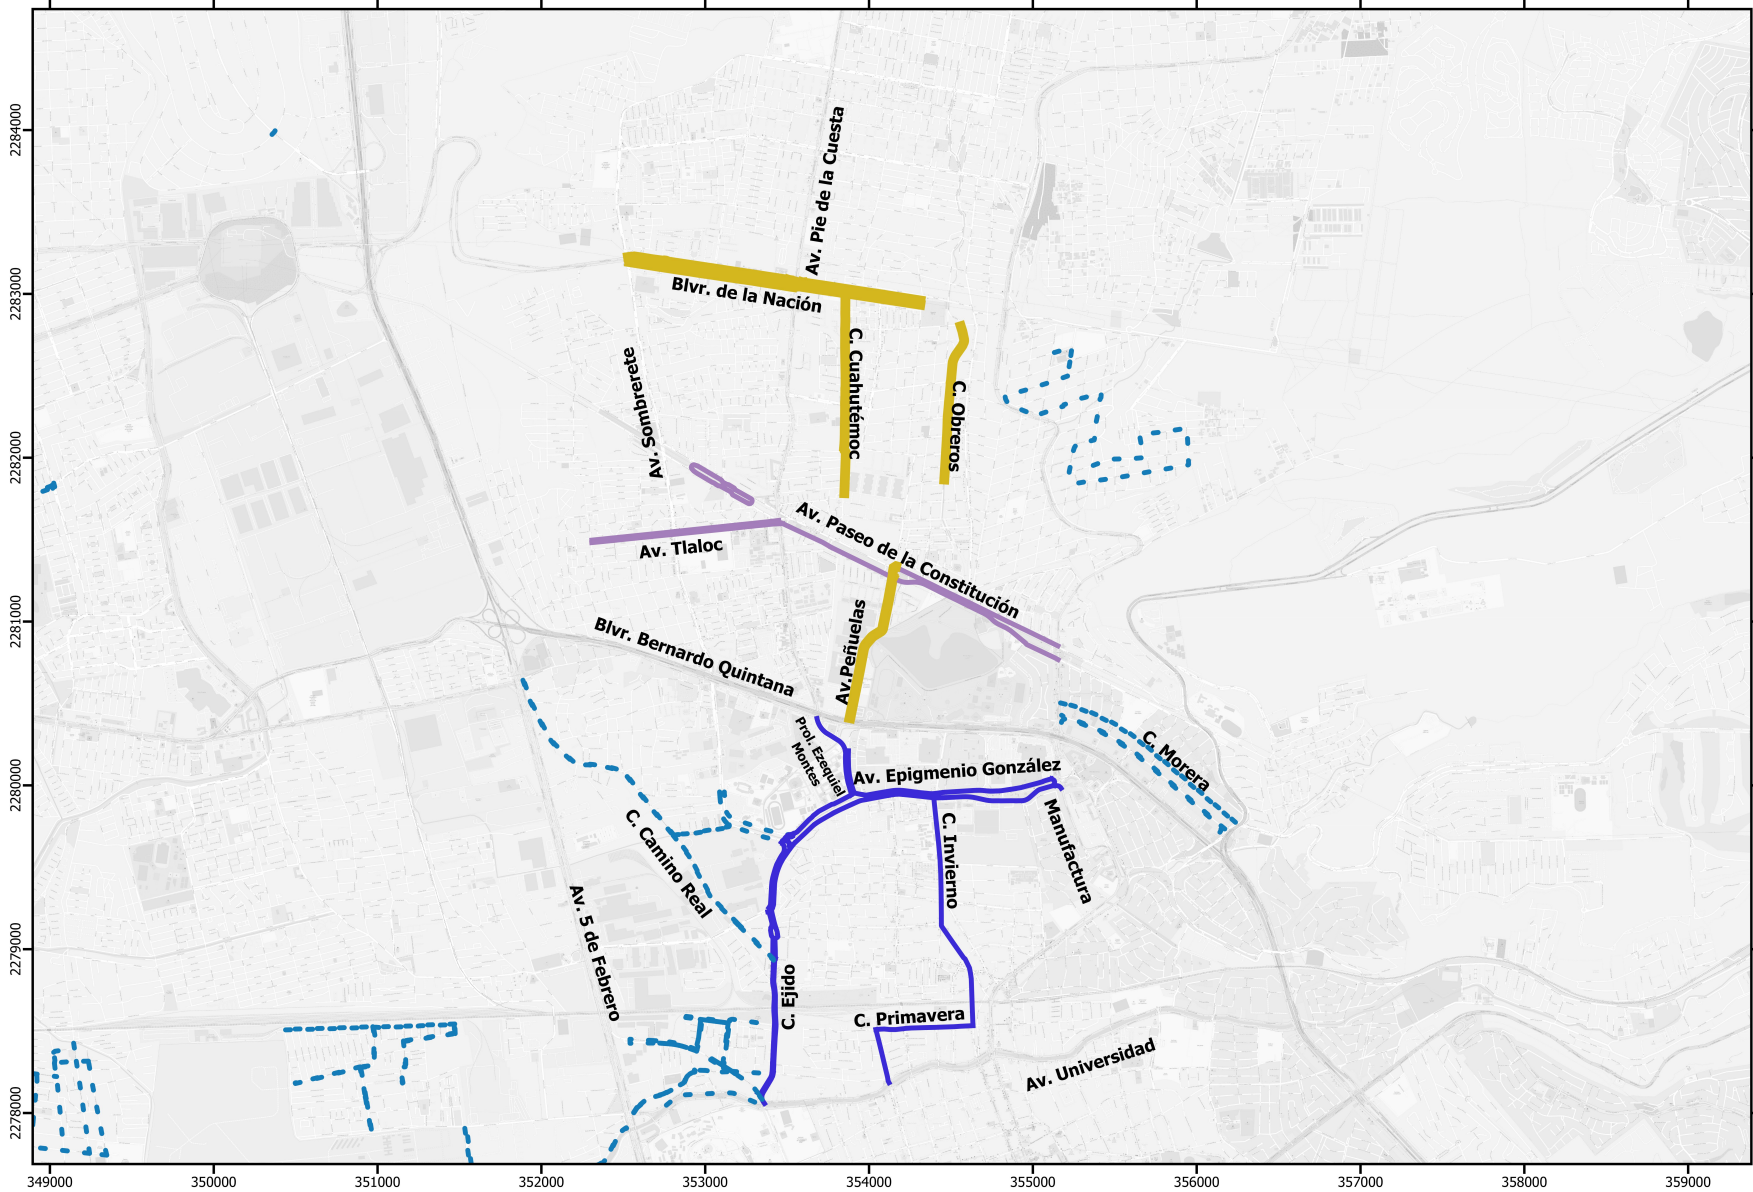 2284000
2283000
2282000
2281000
2280000
2279000
2278000
Av. Pie de la Cuesta
Blvr. de la Nación
C. Cuahutémoc
Av. Sombrerete
C. Obreros
Av. Paseo de la Constitución
Av. Tlaloc
Av.Peñuelas
Blvr. Bernardo Quintana
Prol. Ezequiel
Montes
C. Morera
Av. Epigmenio González
C. Camino Real
C. Invierno
Manufactura
Av. 5 de Febrero
C. Ejido
C. Primavera
Av. Universidad
349000 350000 351000 352000 353000 354000 355000 356000 357000 358000 359000